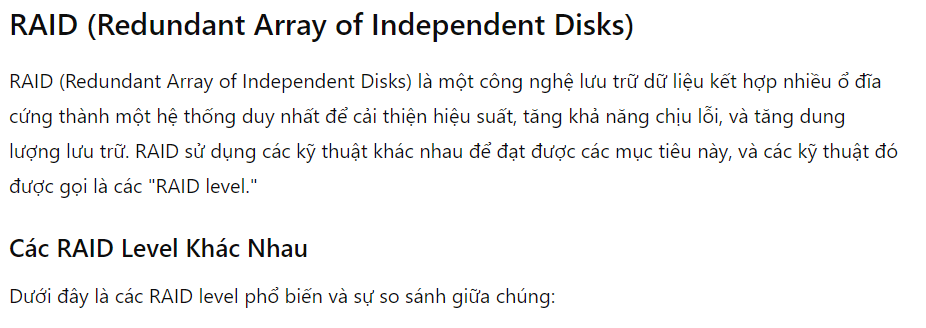 RAID (Redundant Array of Independent Disks)
RAID (Redundant Array of Independent Disks) là một công nghệ lưu trữ dữ liệu kết hợp nhiều ổ đĩa
cứng thành một hệ thống duy nhất để cải thiện hiệu suất, tăng khả năng chịu lỗi, và tăng dung
lượng lưu trữ. RAID sử dụng các kỹ thuật khác nhau để đạt được các mục tiêu này, và các kỹ thuật đó
được gọi là các "RAID level."
Các RAID Level Khác Nhau
Dưới đây là các RAID level phổ biến và sự so sánh giữa chúng: